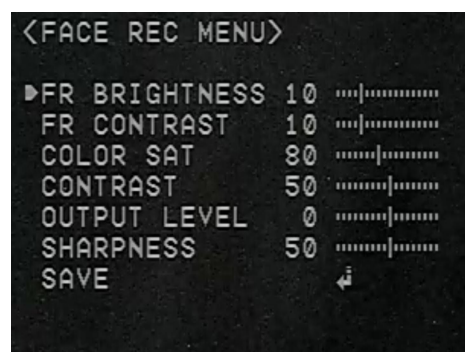 <FACE REC MENU>
FR BRIGHTNESS 10
FR CONTRAST 10
COLOR SAT 80
CONTRAST 50
OUTPUT LEVEL 0
SHARPNESS 50
SAVE